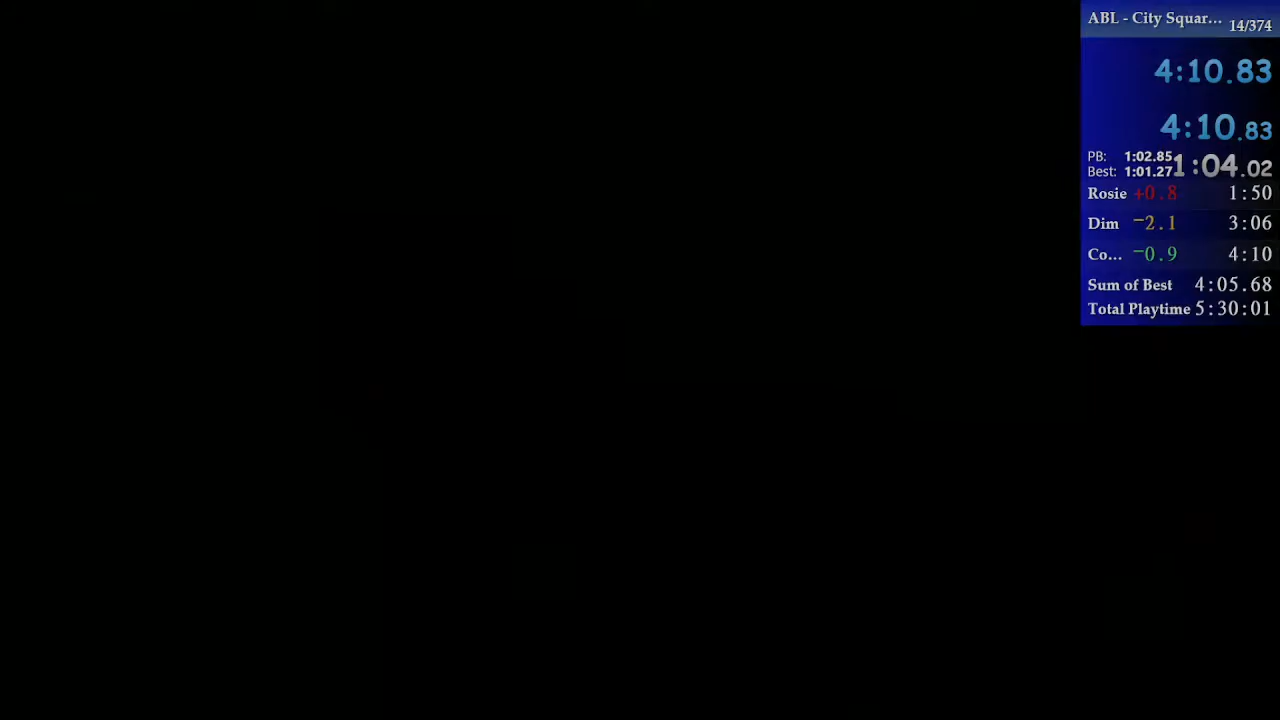 ABL - City Squar... 14/374
4:10.83
4:10.83
PB: 1:02.85
Best: 1:01.27 1:04.02
Rosie +0.8 1:50
Dim −2.1 3:06
Co... −0.9 4:10
Sum of Best 4:05.68
Total Playtime 5:30:01